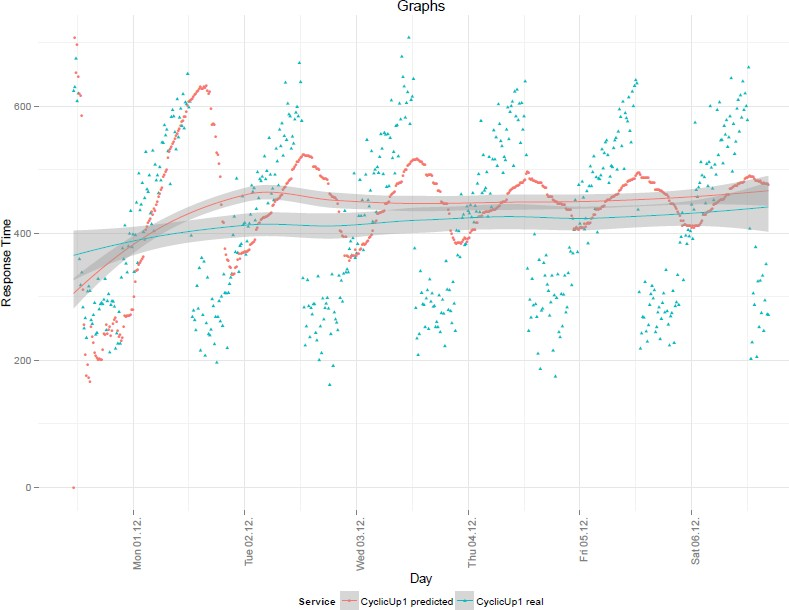 Graphs
Response Time
600
400
200
0
Mon 01.12.
Tue 02.12.
Wed 03.12.
Thu 04.12.
Fri 05.12.
Sat 06.12.
Day
Service CyclicUp1 predicted CyclicUp1 real